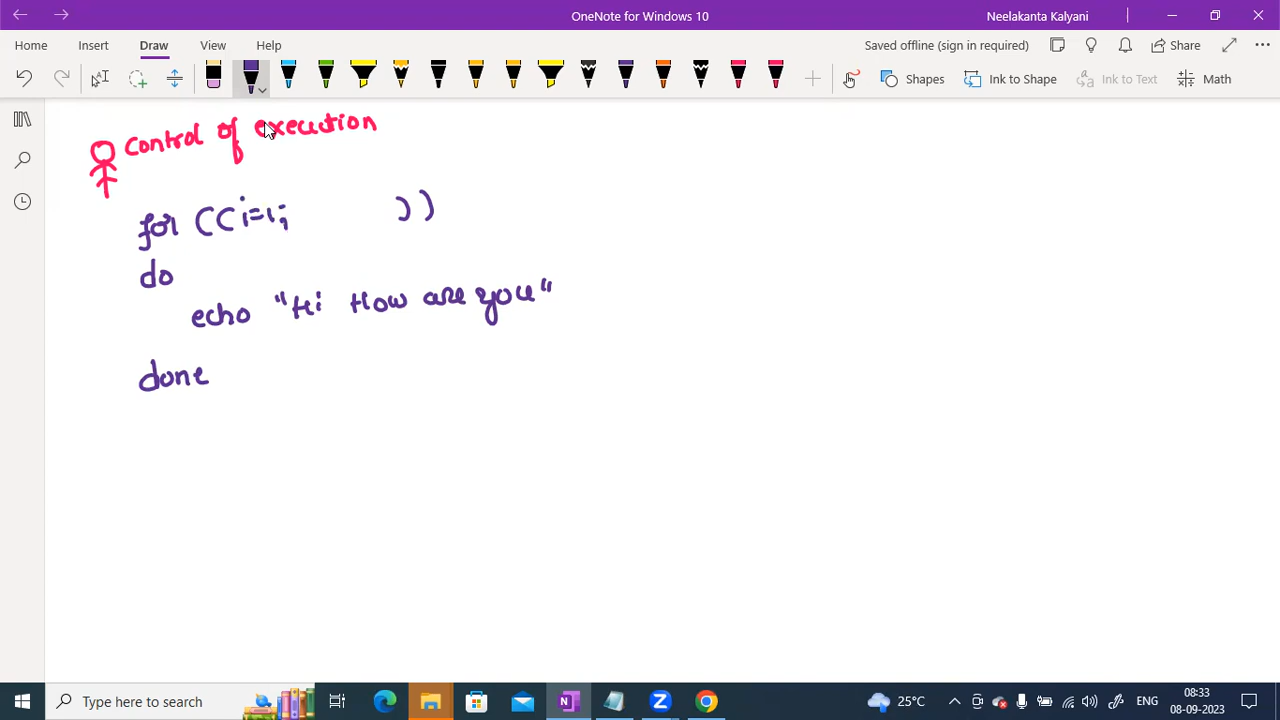 OneNote for Windows 10
Neelakanta Kalyani
Home Insert Draw View Help
Saved offline (sign in required)
Share
Shapes
Ink to Shape
Ink to Text
Math
Control of execution
for ((i=1; ))
do
echo "Hi How are you"
done
Type here to search
25°C
ENG
08:33
08-09-2023